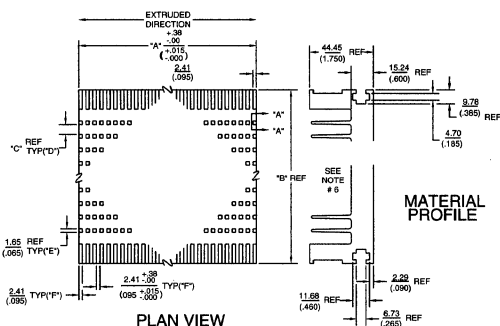 EXTRUDED
DIRECTION
"A" +.38 -.00
(+.015 -.000)
2.41
(.095)
44.45 REF
(1.750)
15.24 REF
(.600)
9.78 REF
(.385)
4.70
(.185)
"A"
"A"
"C" REF TYP("D")
"B" REF
SEE
NOTE
# 6
MATERIAL
PROFILE
1.65 REF
(.065) TYP("E")
2.41 +.38 -.00 TYP("F")
(095 +.015 -.000)
2.41 TYP("F")
(.095)
2.29 REF
(.090)
11.68 REF
(.460)
6.73 REF
(.265)
PLAN VIEW